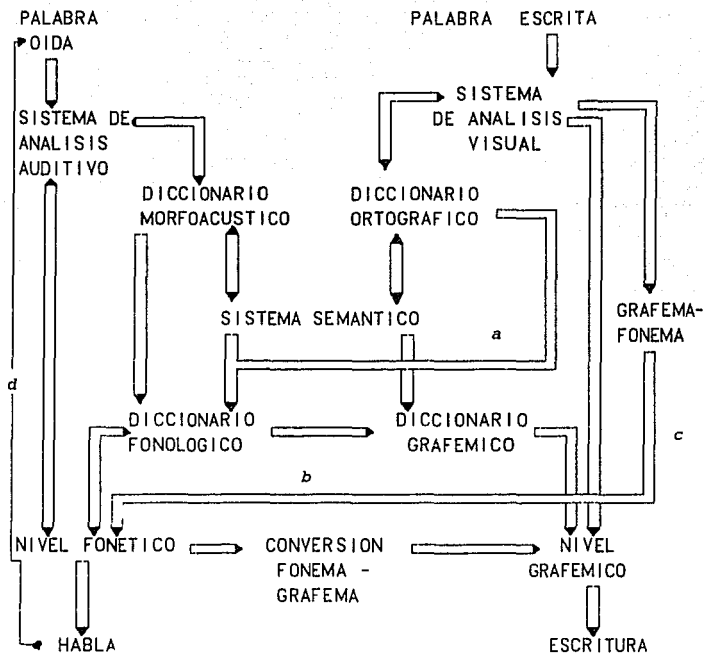 PALABRA
OIDA
PALABRA ESCRITA
SISTEMA DE
ANALISIS
AUDITIVO
SISTEMA
DE ANALISIS
VISUAL
DICCIONARIO
MORFOACUSTICO
DICCIONARIO
ORTOGRAFICO
SISTEMA SEMANTICO
a
GRAFEMA-
FONEMA
d
DICCIONARIO
FONOLOGICO
DICCIONARIO
GRAFEMICO
c
b
NIVEL FONETICO
CONVERSION
FONEMA -
GRAFEMA
NIVEL
GRAFEMICO
HABLA
ESCRITURA